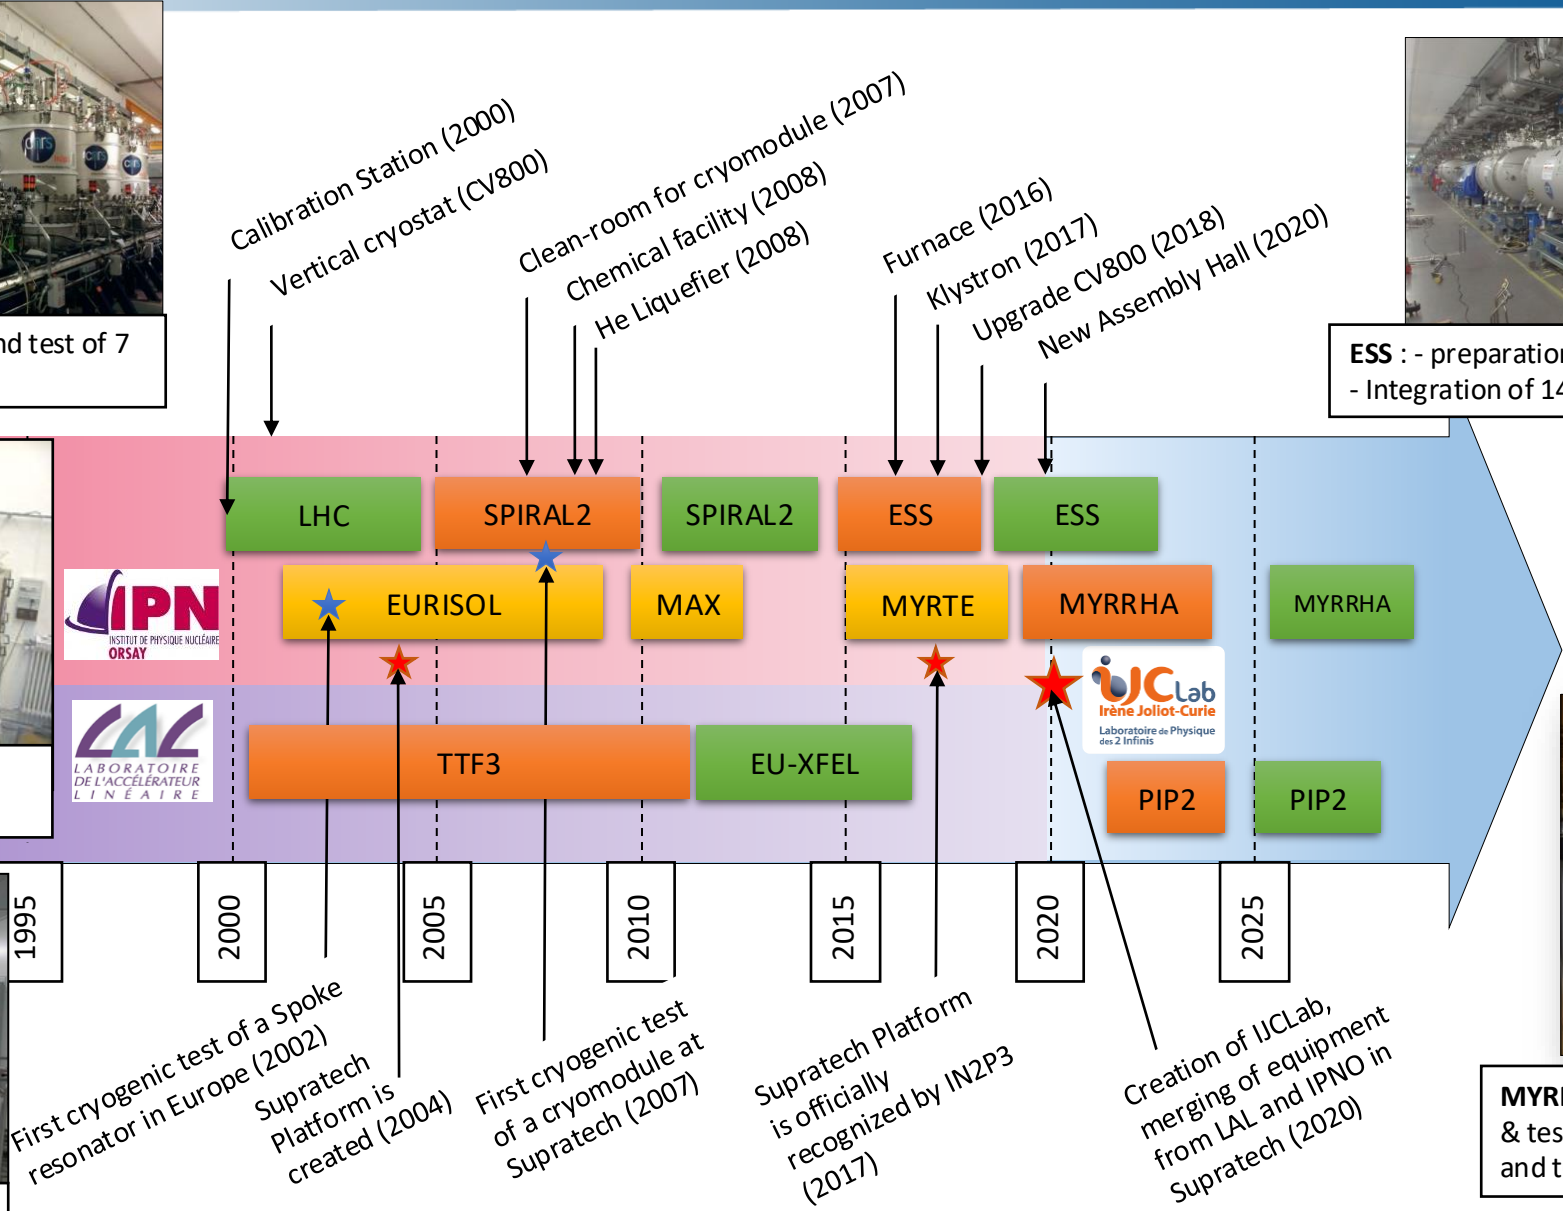 Calibration Station (2000)
Vertical cryostat (CV800)
Clean-room for cryomodule (2007)
Chemical facility (2008)
He Liquefier (2008)
Furnace (2016)
Klystron (2017)
Upgrade CV800 (2018)
New Assembly Hall (2020)
cnrs
nd test of 7
ESS : - preparation
- Integration of 14
LHC
SPIRAL2
SPIRAL2
ESS
ESS
IPN
INSTITUT DE PHYSIQUE NUCLÉAIRE
ORSAY
EURISOL
MAX
MYRTE
MYRRHA
MYRRHA
LAL
LABORATOIRE
DE L'ACCÉLÉRATEUR
LINÉAIRE
TTF3
EU-XFEL
iJCLab
Irène Joliot-Curie
Laboratoire de Physique
des 2 Infinis
PIP2
PIP2
1995
2000
2005
2010
2015
2020
2025
First cryogenic test of a Spoke
resonator in Europe (2002)
Supratech
Platform is
created (2004)
First cryogenic test
of a cryomodule at
Supratech (2007)
Supratech Platform
is officially
recognized by IN2P3
(2017)
Creation of IJCLab,
merging of equipment
from LAL and IPNO in
Supratech (2020)
& tes
and t